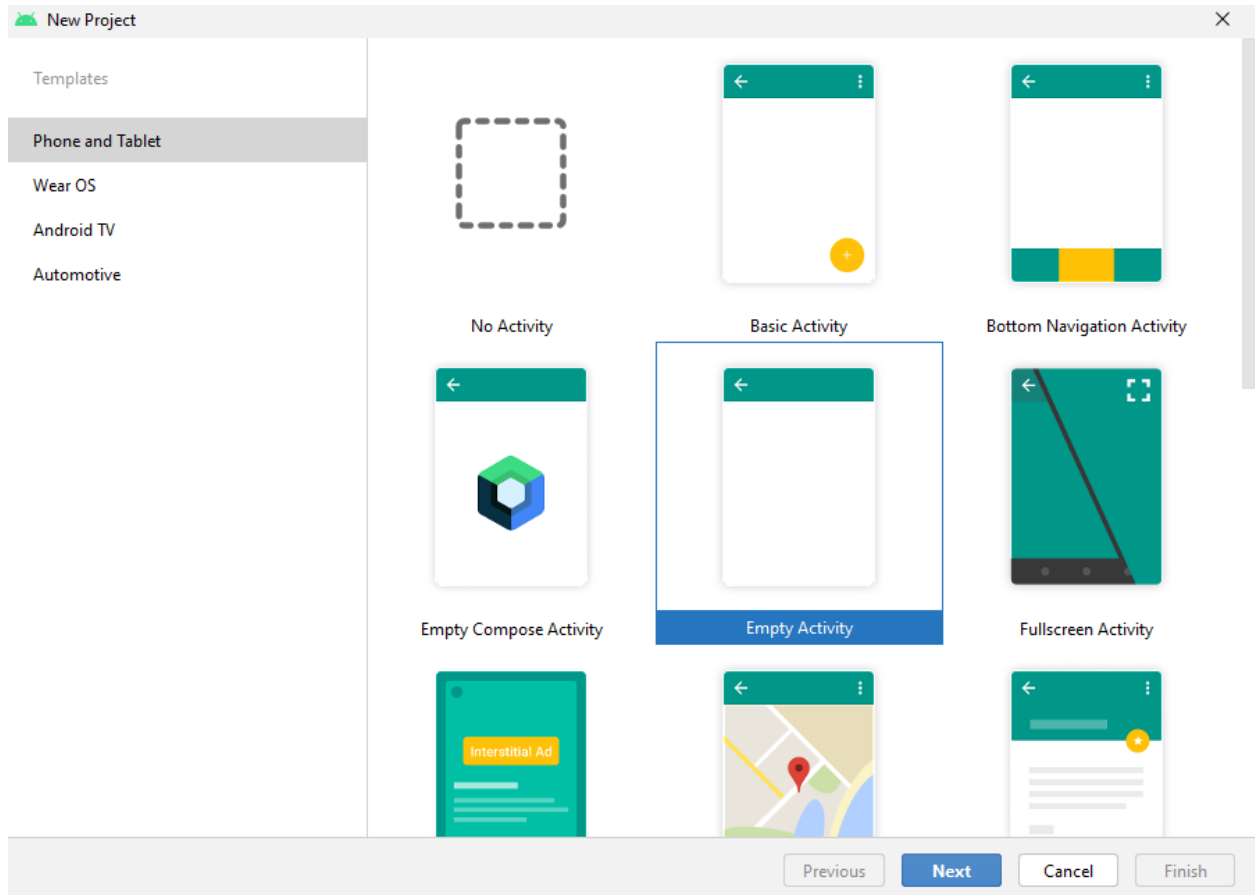 New Project
Templates
Phone and Tablet
Wear OS
Android TV
Automotive
No Activity
Basic Activity
Bottom Navigation Activity
Empty Compose Activity
Empty Activity
Fullscreen Activity
Interstitial Ad
Previous
Next
Cancel
Finish